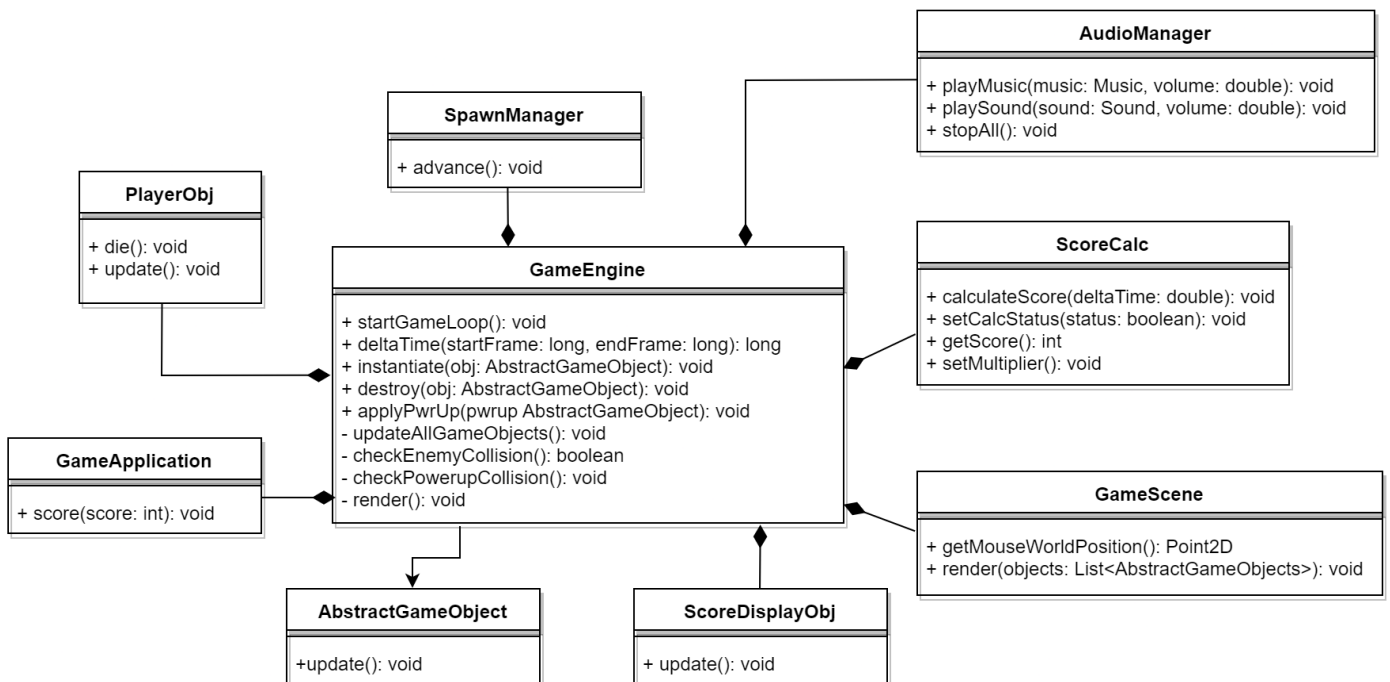 AudioManager
+ playMusic(music: Music, volume: double): void
+ playSound(sound: Sound, volume: double): void
+ stopAll(): void
SpawnManager
+ advance(): void
PlayerObj
+ die(): void
+ update(): void
ScoreCalc
+ calculateScore(deltaTime: double): void
+ setCalcStatus(status: boolean): void
+ getScore(): int
+ setMultiplier(): void
GameEngine
+ startGameLoop(): void
+ deltaTime(startFrame: long, endFrame: long): long
+ instantiate(obj: AbstractGameObject): void
+ destroy(obj: AbstractGameObject): void
+ applyPwrUp(pwrup AbstractGameObject): void
- updateAllGameObjects(): void
- checkEnemyCollision(): boolean
- checkPowerupCollision(): void
- render(): void
GameApplication
+ score(score: int): void
GameScene
+ getMouseWorldPosition(): Point2D
+ render(objects: List<AbstractGameObjects>): void
AbstractGameObject
+update(): void
ScoreDisplayObj
+ update(): void